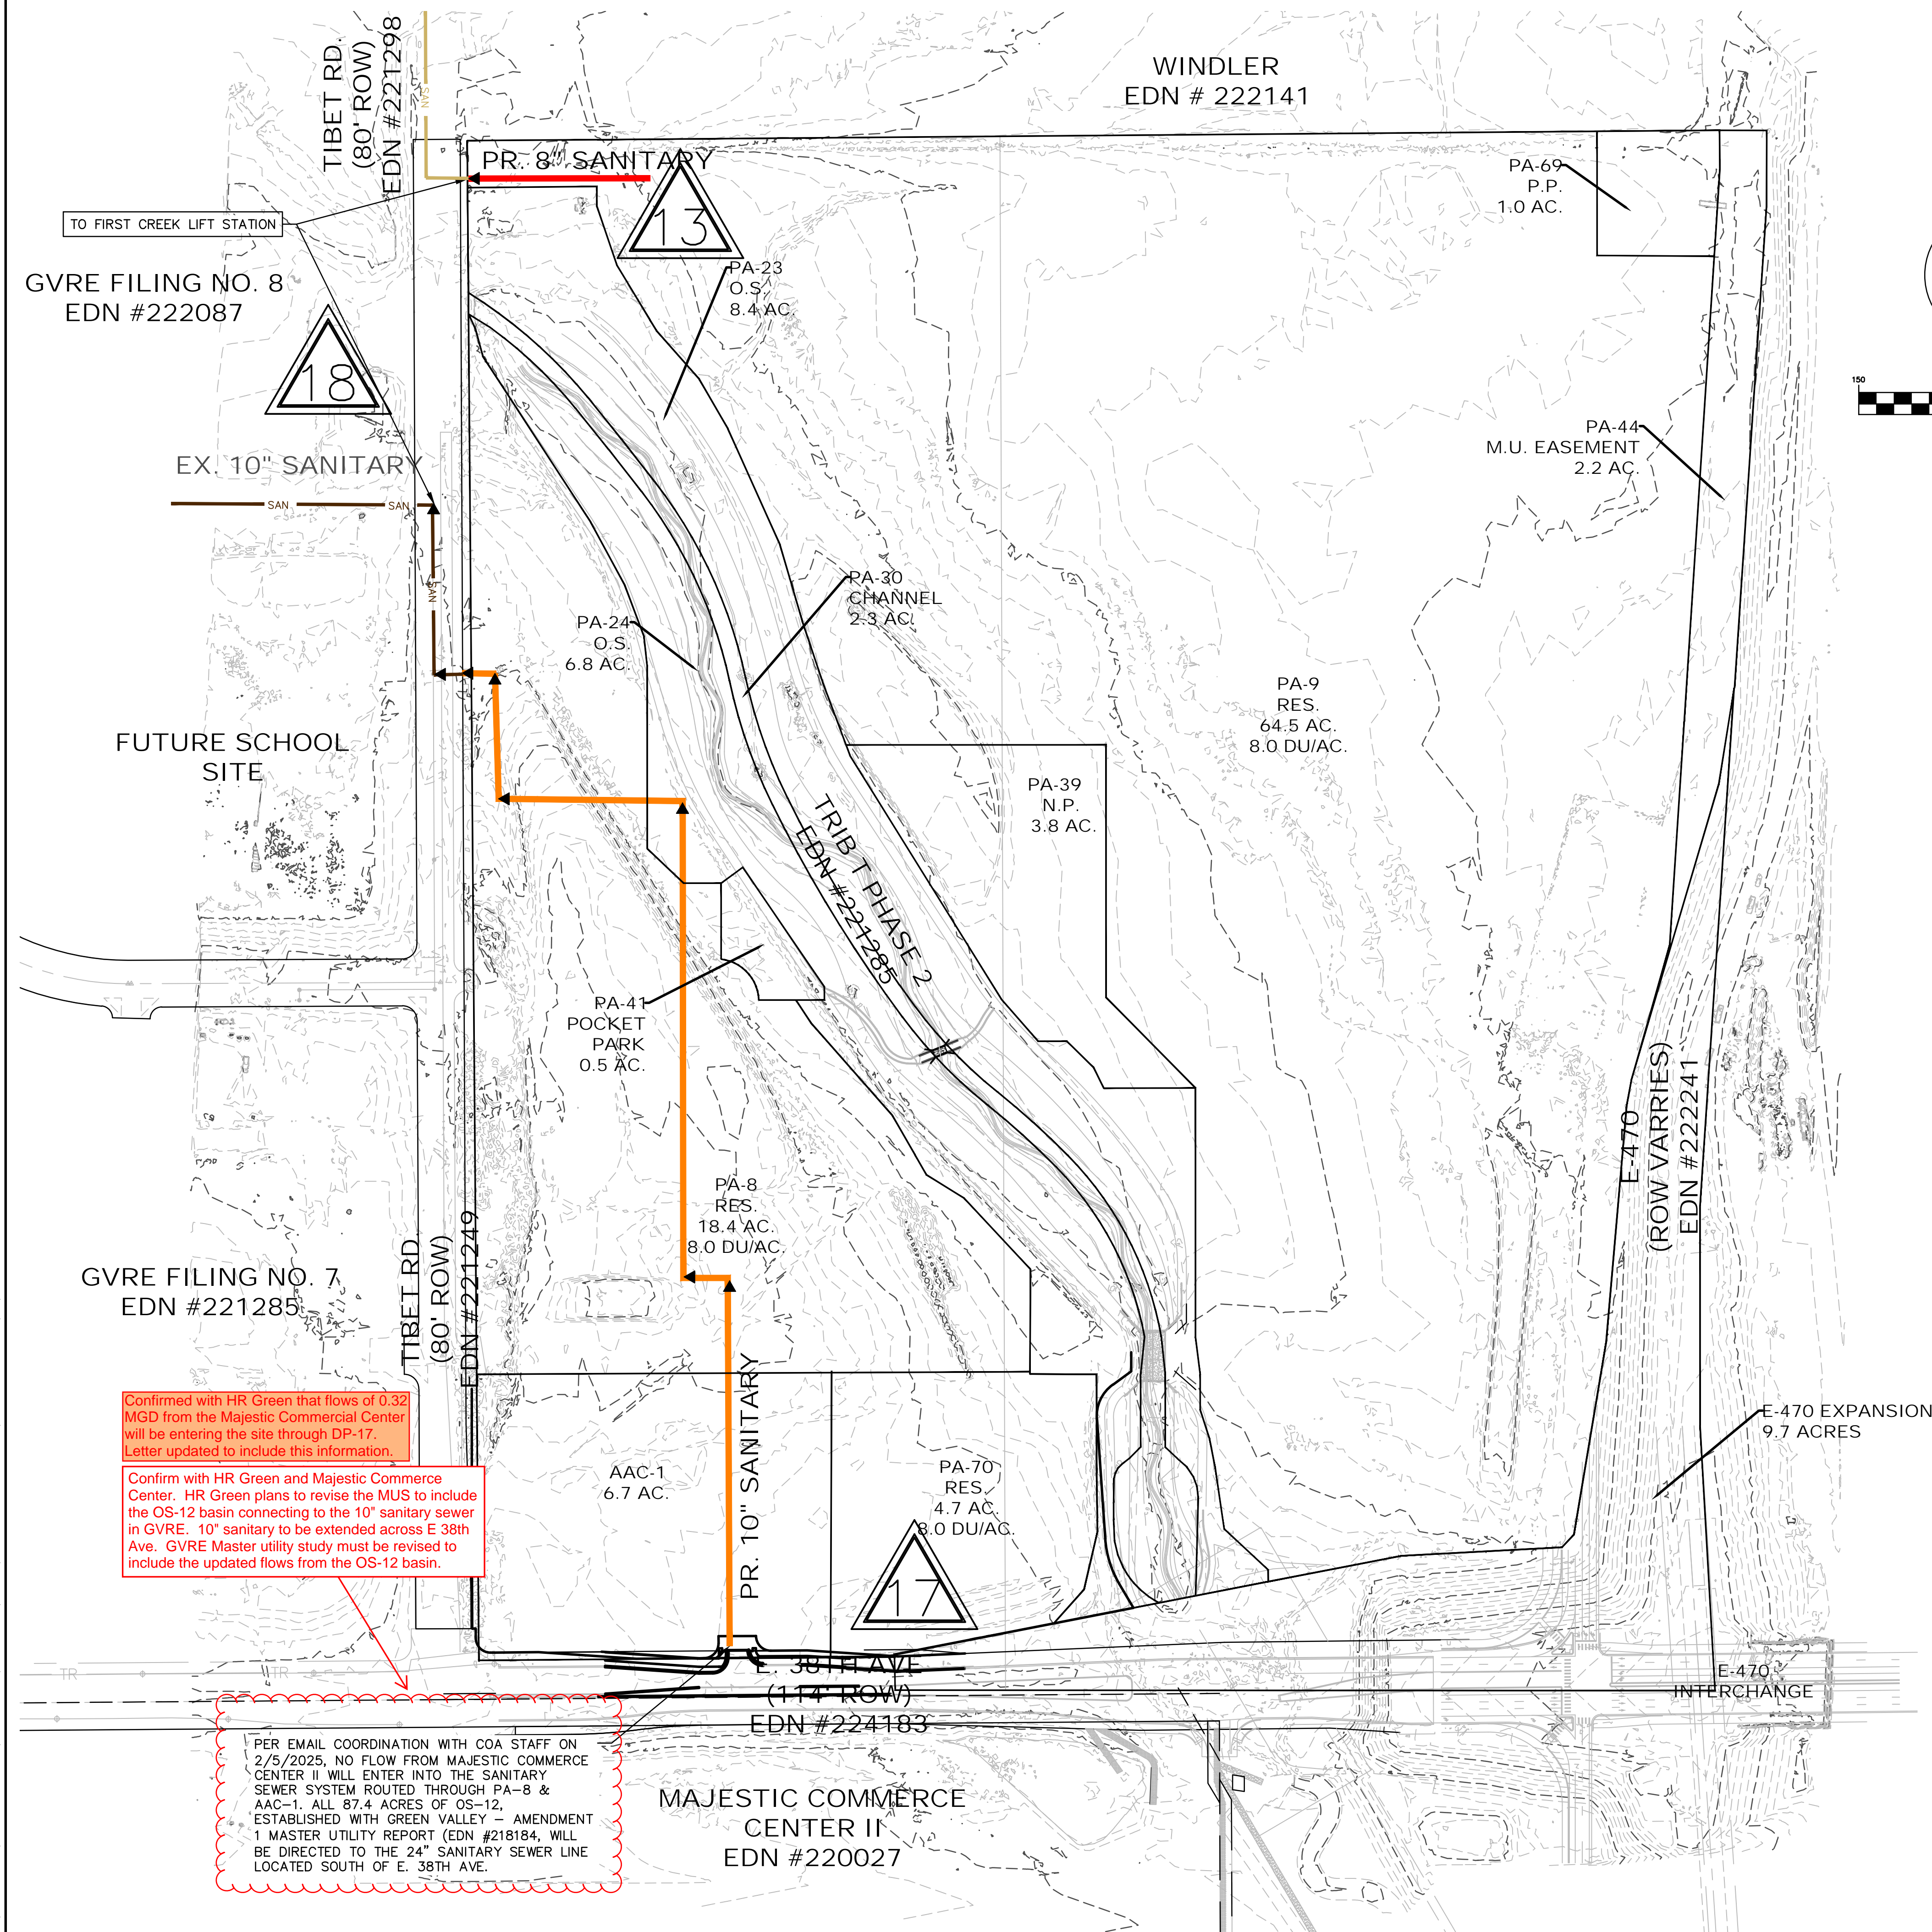 TIBET RD.
(80' ROW)
EDN #221298
SAN
WINDLER
EDN # 222141
PR. 8" SANITARY
13
PA-69
P.P.
1.0 AC.
TO FIRST CREEK LIFT STATION
GVRE FILING NO. 8
EDN #222087
18
PA-23
O.S.
8.4 AC.
150
EX. 10" SANITARY
SAN
SAN
SAN
PA-44
M.U. EASEMENT
2.2 AC.
PA-30
CHANNEL
2.3 AC.
PA-24
O.S.
6.8 AC.
PA-9
RES.
64.5 AC.
8.0 DU/AC.
FUTURE SCHOOL
SITE
PA-39
N.P.
3.8 AC.
TRIB T PHASE 2
EDN #221285
PA-41
POCKET
PARK
0.5 AC.
E-470
(ROW VARRIES)
EDN #222241
PA-8
RES.
18.4 AC.
8.0 DU/AC.
TIBET RD.
(80' ROW)
EDN #221249
GVRE FILING NO. 7
EDN #221285
Confirmed with HR Green that flows of 0.32
MGD from the Majestic Commercial Center
will be entering the site through DP-17.
Letter updated to include this information.
Confirm with HR Green and Majestic Commerce
Center. HR Green plans to revise the MUS to include
the OS-12 basin connecting to the 10" sanitary sewer
in GVRE. 10" sanitary to be extended across E 38th
Ave. GVRE Master utility study must be revised to
include the updated flows from the OS-12 basin.
AAC-1
6.7 AC.
PR. 10" SANITARY
PA-70
RES.
4.7 AC.
8.0 DU/AC.
17
E-470 EXPANSION
9.7 ACRES
TR
TR
E. 38TH AVE
(114' ROW)
EDN #224183
E-470
INTERCHANGE
PER EMAIL COORDINATION WITH COA STAFF ON
2/5/2025, NO FLOW FROM MAJESTIC COMMERCE
CENTER II WILL ENTER INTO THE SANITARY
SEWER SYSTEM ROUTED THROUGH PA-8 &
AAC-1. ALL 87.4 ACRES OF OS-12,
ESTABLISHED WITH GREEN VALLEY - AMENDMENT
1 MASTER UTILITY REPORT (EDN #218184, WILL
BE DIRECTED TO THE 24" SANITARY SEWER LINE
LOCATED SOUTH OF E. 38TH AVE.
MAJESTIC COMMERCE
CENTER II
EDN #220027